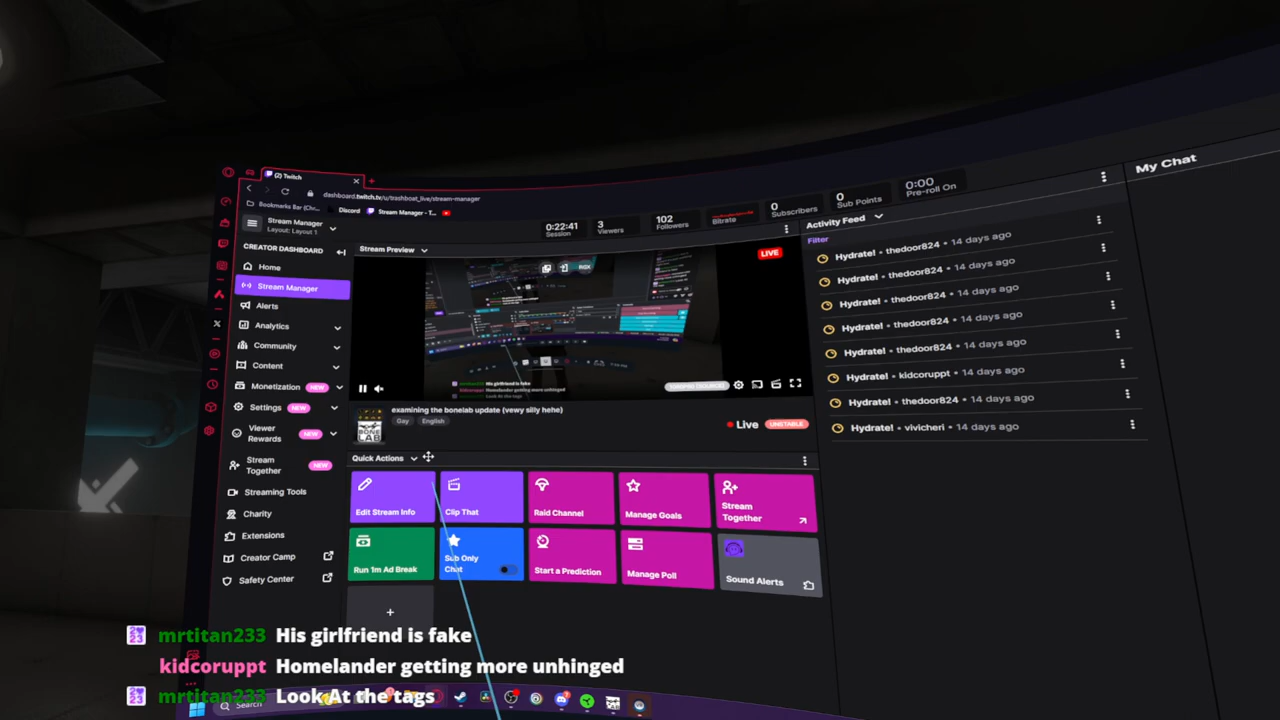 (2) Twitch
dashboard.twitch.tv/u/trashboat_live/stream-manager
Bookmarks Bar (Chr...
Discord
Stream Manager - T...
Stream Manager
Layout: Layout 1
0:22:41
Session
3
Viewers
102
Followers
Bitrate
0
Subscribers
0
Sub Points
0:00
Pre-roll On
My Chat
CREATOR DASHBOARD
Home
Stream Manager
Alerts
Analytics
Community
Content
Monetization NEW
Settings NEW
Viewer Rewards NEW
Stream Together NEW
Streaming Tools
Charity
Extensions
Creator Camp
Safety Center
Stream Preview
LIVE
examining the bonelab update (vewy silly hehe)
Gay English
Live UNSTABLE
Quick Actions
Edit Stream Info
Clip That
Raid Channel
Manage Goals
Stream Together
Run 1m Ad Break
Sub Only Chat
Start a Prediction
Manage Poll
Sound Alerts
Activity Feed
Filter
Hydrate! • thedoor824 • 14 days ago
Hydrate! • thedoor824 • 14 days ago
Hydrate! • thedoor824 • 14 days ago
Hydrate! • thedoor824 • 14 days ago
Hydrate! • thedoor824 • 14 days ago
Hydrate! • kidcoruppt • 14 days ago
Hydrate! • thedoor824 • 14 days ago
Hydrate! • vivicheri • 14 days ago
mrtitan233 His girlfriend is fake
kidcoruppt Homelander getting more unhinged
mrtitan233 Look At the tags
Search